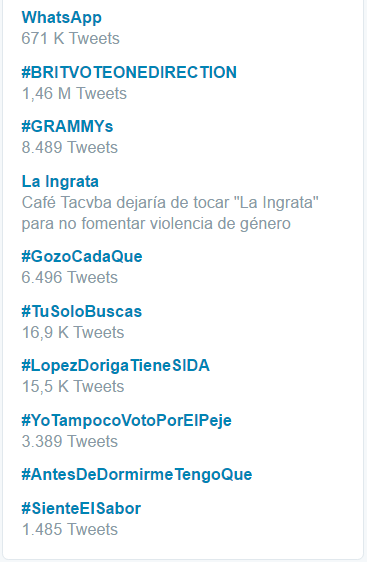 WhatsApp
671 K Tweets
#BRITVOTEONEDIRECTION
1,46 M Tweets
#GRAMMYs
8.489 Tweets
La Ingrata
Café Tacvba dejaría de tocar "La Ingrata"
para no fomentar violencia de género
#GozoCadaQue
6.496 Tweets
#TuSoloBuscas
16,9 K Tweets
#LopezDorigaTieneSIDA
15,5 K Tweets
#YoTampocoVotoPorElPeje
3.389 Tweets
#AntesDeDormirmeTengoQue
#SienteElSabor
1.485 Tweets